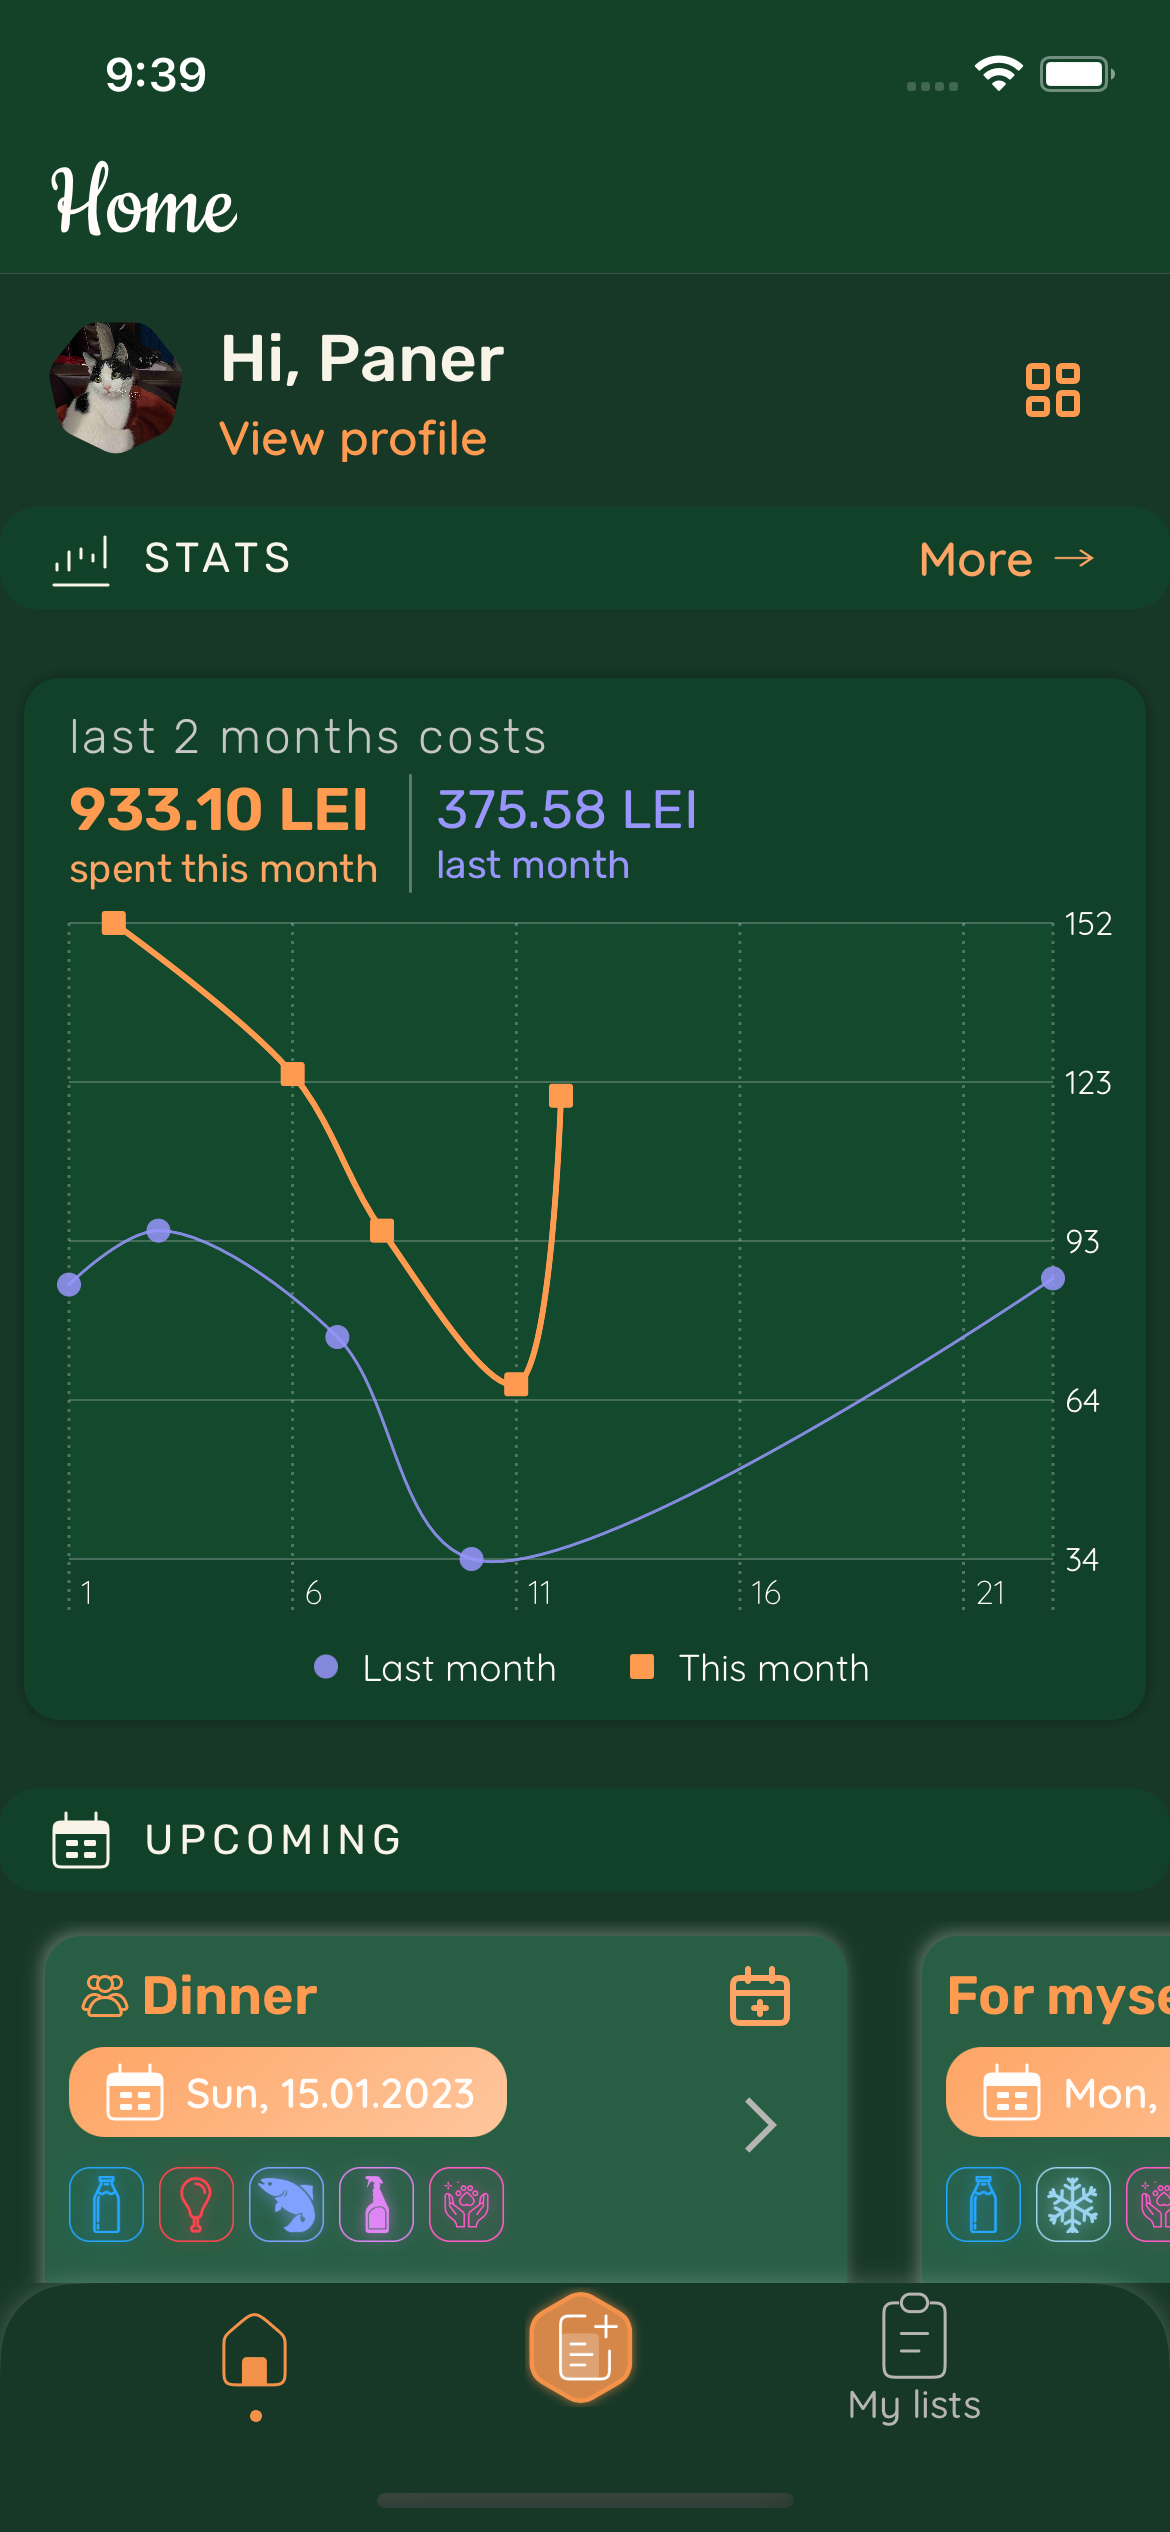 9:39
Home
Hi, Paner
View profile
STATS
More →
last 2 months costs
933.10 LEI
spent this month
375.58 LEI
last month
152
123
93
64
34
1 6 11 16 21
Last month This month
UPCOMING
Dinner
Sun, 15.01.2023
For myse
Mon,
My lists